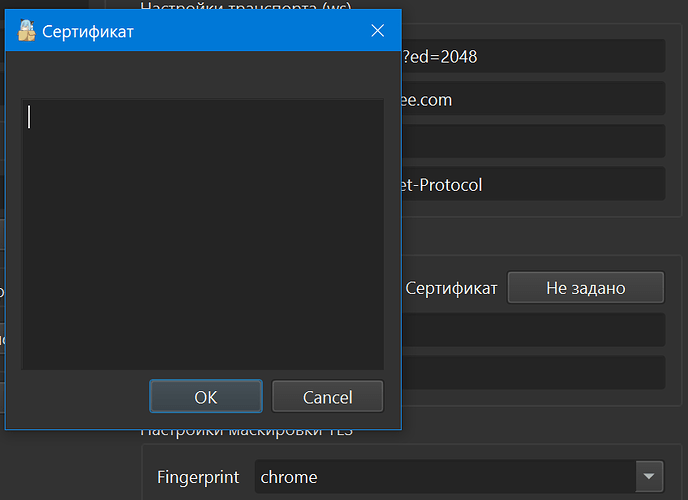 Настройки транспорта (ws)
Сертификат
?ed=2048
ee.com
et-Protocol
Сертификат
Не задано
OK
Cancel
Настройки маскировки TLS
Fingerprint
chrome